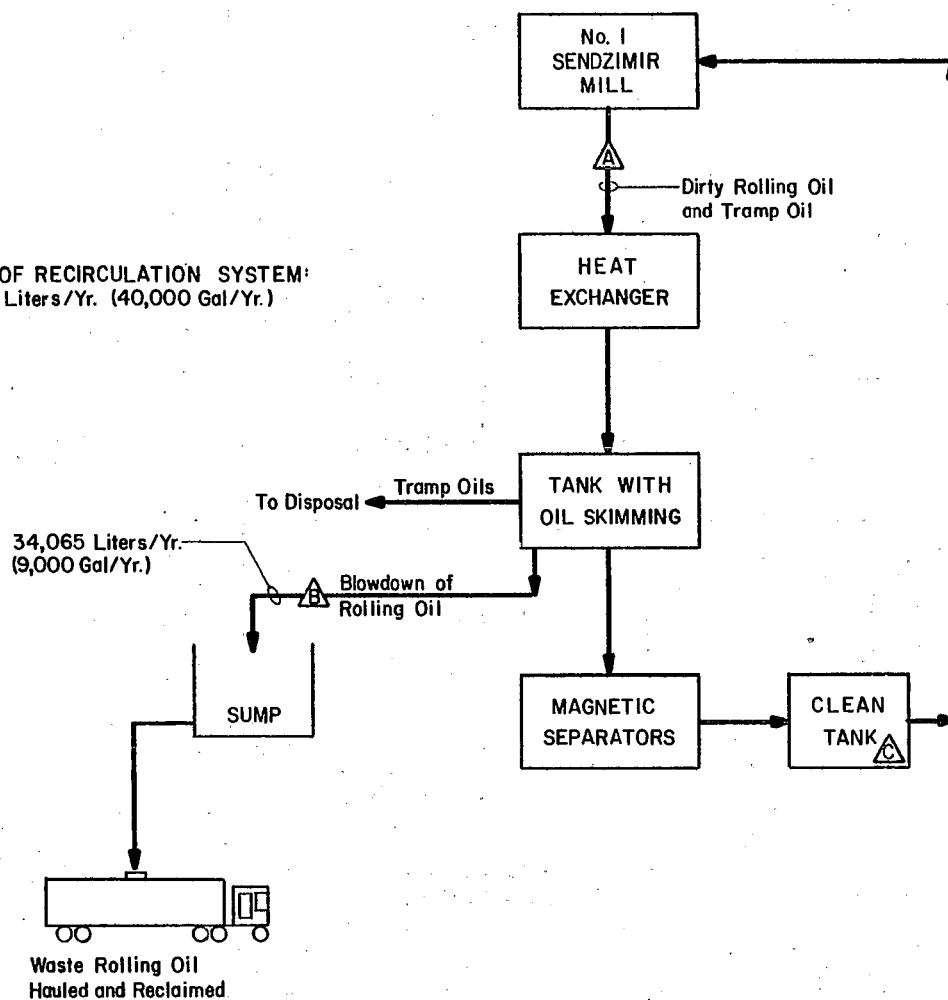 No. 1
SENDZIMIR
MILL
A
Dirty Rolling Oil
and Tramp Oil
HEAT
EXCHANGER
OF RECIRCULATION SYSTEM:
Liters/Yr. (40,000 Gal/Yr.)
TANK WITH
OIL SKIMMING
Tramp Oils
To Disposal
34,065 Liters/Yr.
(9,000 Gal/Yr.)
B
Blowdown of
Rolling Oil
SUMP
MAGNETIC
SEPARATORS
CLEAN
TANK
C
Waste Rolling Oil
Hauled and Reclaimed